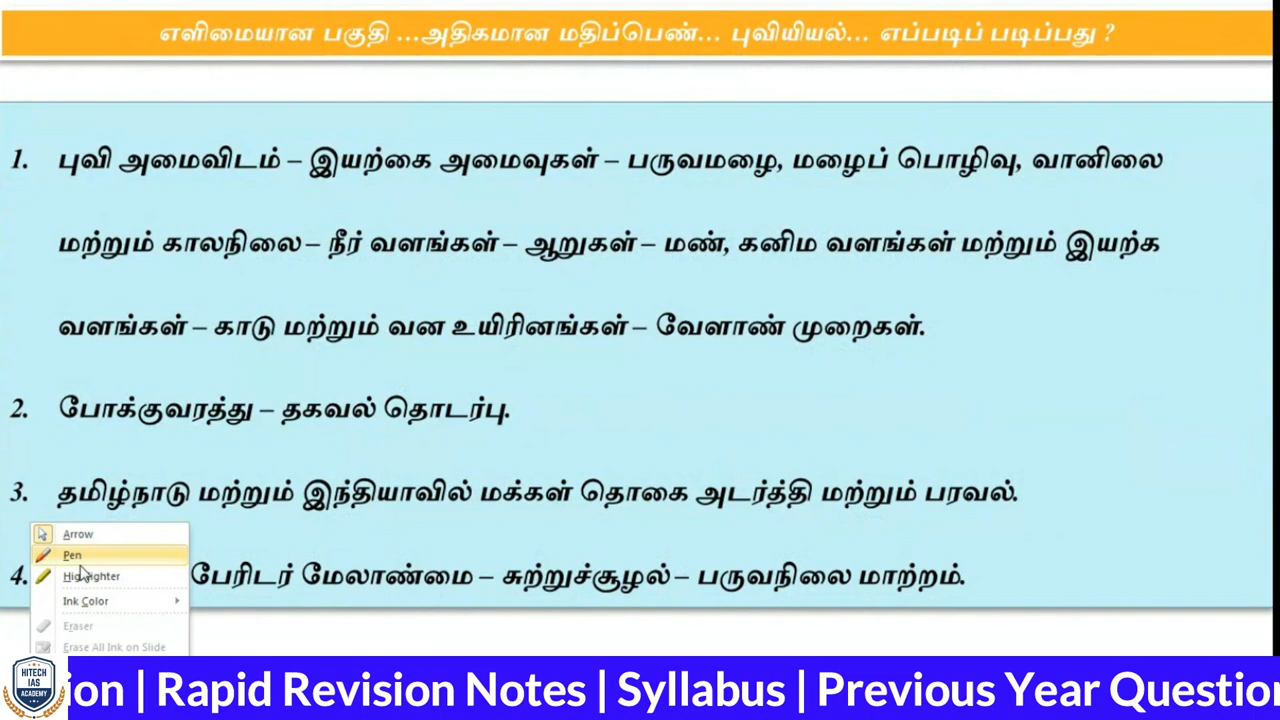 எளிமையான பகுதி ...அதிகமான மதிப்பெண்... புவியியல்... எப்படிப் படிப்பது ?
1. புவி அமைவிடம் – இயற்கை அமைவுகள் – பருவமழை, மழைப் பொழிவு, வானிலை
மற்றும் காலநிலை – நீர் வளங்கள் – ஆறுகள் – மண், கனிம வளங்கள் மற்றும் இயற்க
வளங்கள் – காடு மற்றும் வன உயிரினங்கள் – வேளாண் முறைகள்.
2. போக்குவரத்து – தகவல் தொடர்பு.
3. தமிழ்நாடு மற்றும் இந்தியாவில் மக்கள் தொகை அடர்த்தி மற்றும் பரவல்.
Arrow
Pen
4. பேரிடர் மேலாண்மை – சுற்றுச்சூழல் – பருவநிலை மாற்றம்.
Highlighter
Ink Color
Eraser
Erase All Ink on Slide
ion | Rapid Revision Notes | Syllabus | Previous Year Question
HITECH
IAS
ACADEMY